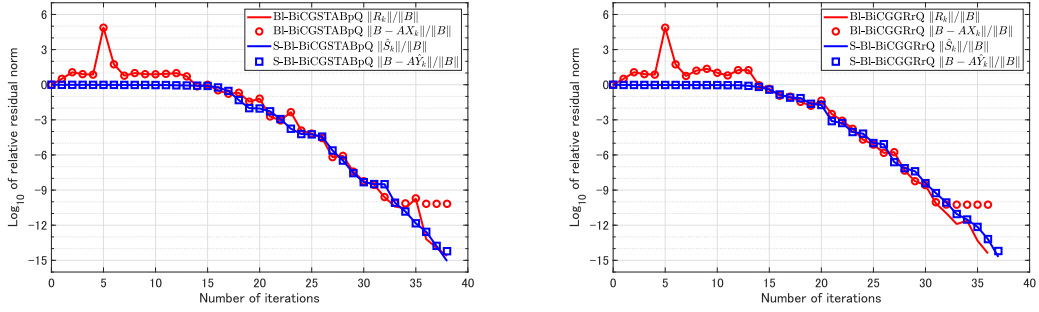 Bl-BiCGSTABpQ ∥R_k∥/∥B∥
Bl-BiCGSTABpQ ∥B − AX_k∥/∥B∥
S-Bl-BiCGSTABpQ ∥Ŝ_k∥/∥B∥
S-Bl-BiCGSTABpQ ∥B − AŶ_k∥/∥B∥
6
3
0
−3
−6
−9
−12
−15
Log₁₀ of relative residual norm
0 5 10 15 20 25 30 35 40
Number of iterations
Bl-BiCGGRrQ ∥R_k∥/∥B∥
Bl-BiCGGRrQ ∥B − AX_k∥/∥B∥
S-Bl-BiCGGRrQ ∥Ŝ_k∥/∥B∥
S-Bl-BiCGGRrQ ∥B − AŶ_k∥/∥B∥
6
3
0
−3
−6
−9
−12
−15
Log₁₀ of relative residual norm
0 5 10 15 20 25 30 35 40
Number of iterations